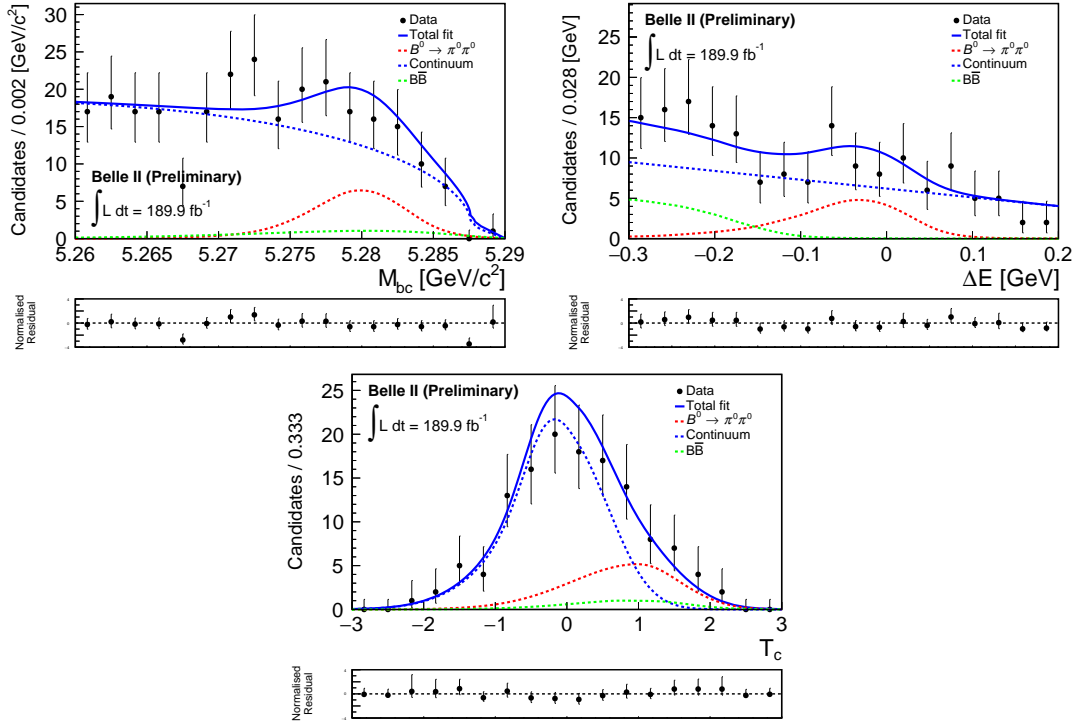 Candidates / 0.002 [GeV/c²]
30
25
20
15
10
5
0
Data
Total fit
B⁰ → π⁰π⁰
Continuum
BB̅
Belle II (Preliminary)
∫ L dt = 189.9 fb⁻¹
5.26 5.265 5.27 5.275 5.28 5.285 5.29
M_bc [GeV/c²]
Normalised
Residual
Candidates / 0.028 [GeV]
25
20
15
10
5
0
Belle II (Preliminary)
∫ L dt = 189.9 fb⁻¹
Data
Total fit
B⁰ → π⁰π⁰
Continuum
BB̅
−0.3 −0.2 −0.1 0 0.1 0.2
ΔE [GeV]
Normalised
Residual
Candidates / 0.333
25
20
15
10
5
0
Belle II (Preliminary)
∫ L dt = 189.9 fb⁻¹
Data
Total fit
B⁰ → π⁰π⁰
Continuum
BB̅
−3 −2 −1 0 1 2 3
T_c
Normalised
Residual